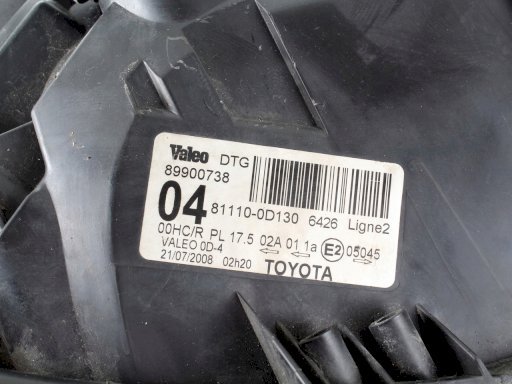 Valeo DTG
89900738
04 81110-0D130 6426 Ligne2
00HC/R PL 17.5 02A 01 1a E2 05045
VALEO 0D-4
21/07/2008 02h20 TOYOTA